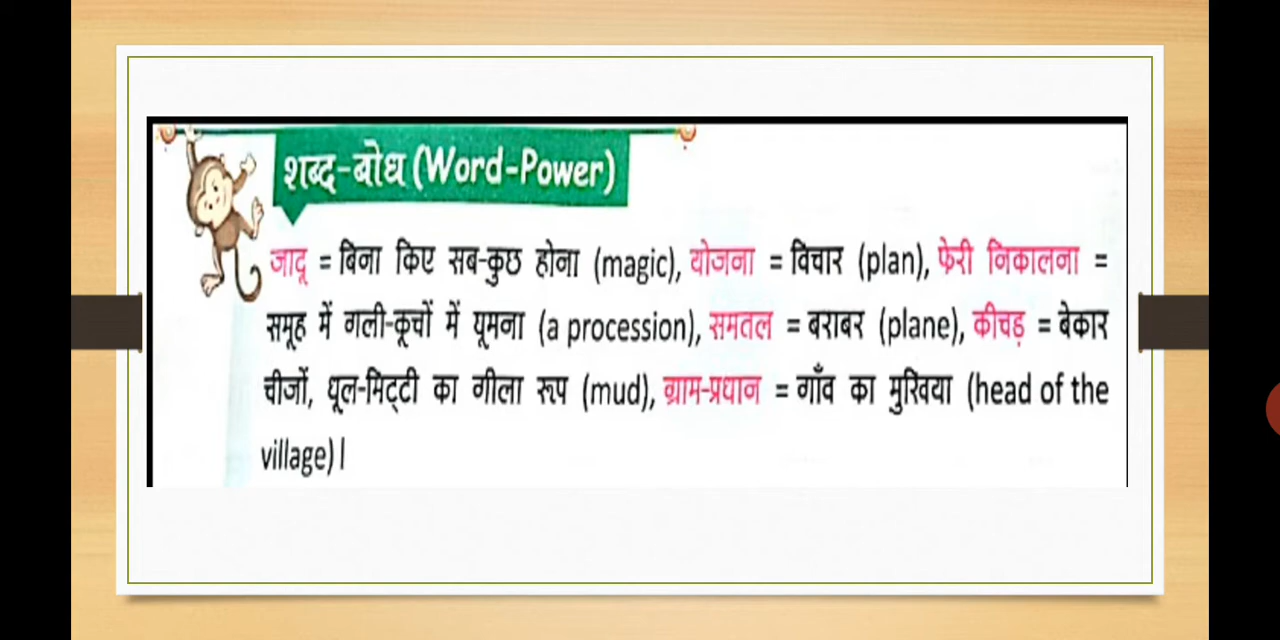 शब्द-बोध (Word-Power)
जादू = बिना किए सब-कुछ होना (magic), योजना = विचार (plan), फेरी निकालना =
समूह में गली-कूचों में घूमना (a procession), समतल = बराबर (plane), कीचड़ = बेकार
चीजों, धूल-मिट्टी का गीला रूप (mud), ग्राम-प्रधान = गाँव का मुखिया (head of the
village)।